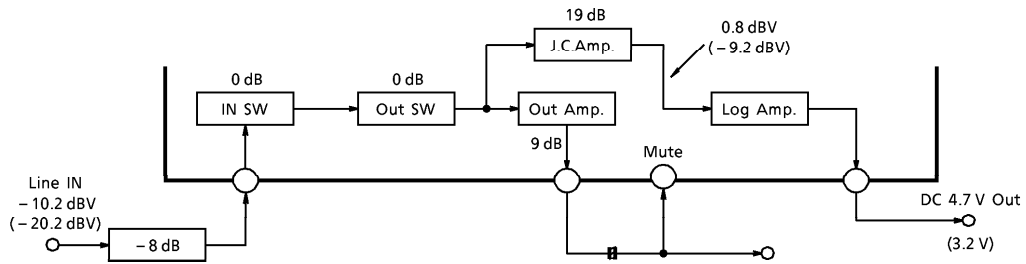 19 dB
J.C.Amp.
0.8 dBV
(－9.2 dBV)
0 dB
IN SW
0 dB
Out SW
Out Amp.
Log Amp.
9 dB
Mute
Line IN
－10.2 dBV
(－20.2 dBV)
－8 dB
DC 4.7 V Out
(3.2 V)